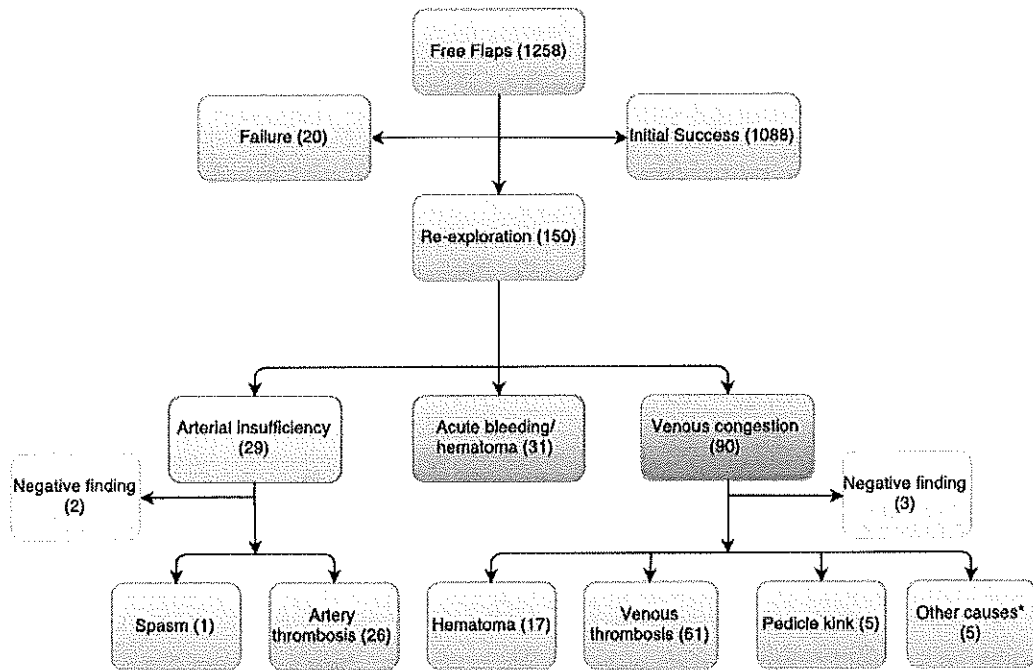 Free Flaps (1258)
Failure (20)
Initial Success (1088)
Re-exploration (150)
Arterial insufficiency
(29)
Acute bleeding/
hematoma (31)
Venous congestion
(90)
Negative finding
(2)
Negative finding
(3)
Spasm (1)
Artery
thrombosis (26)
Hematoma (17)
Venous
thrombosis
Pedicle kink (5)
Other causes*
(5)